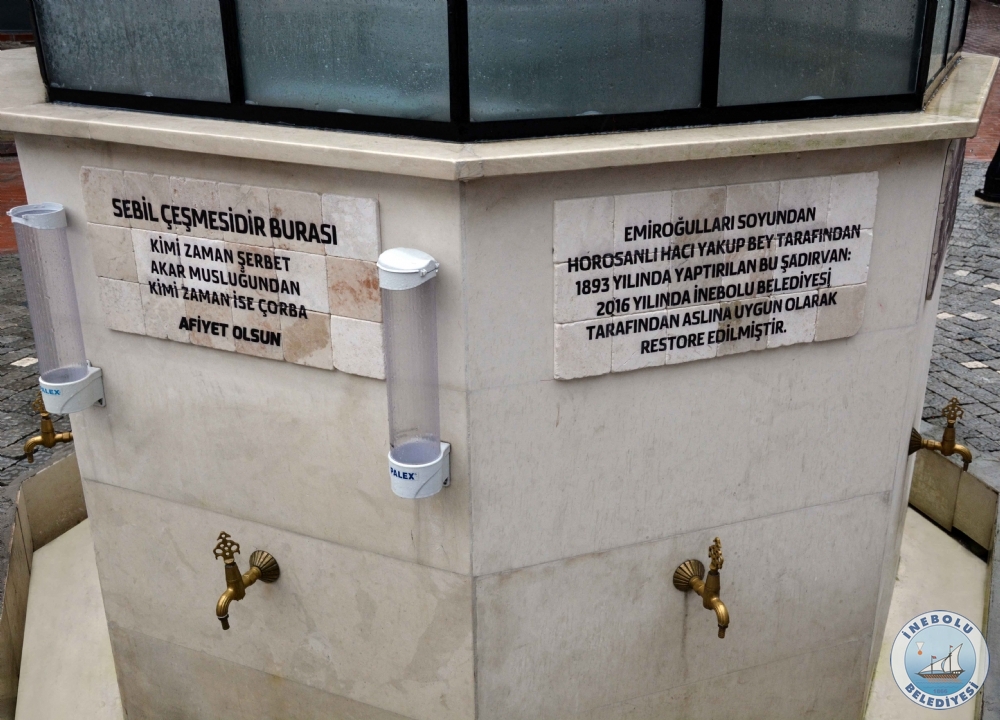 SEBİL ÇEŞMESİDİR BURASI
KİMİ ZAMAN ŞERBET
AKAR MUSLUĞUNDAN
KİMİ ZAMAN İSE ÇORBA
AFİYET OLSUN
EMİROĞULLARI SOYUNDAN
HOROSANLI HACI YAKUP BEY TARAFINDAN
1893 YILINDA YAPTIRILAN BU ŞADIRVAN:
2016 YILINDA İNEBOLU BELEDİYESİ
TARAFINDAN ASLINA UYGUN OLARAK
RESTORE EDİLMİŞTİR.
PALEX
PALEX
İNEBOLU
BELEDİYESİ